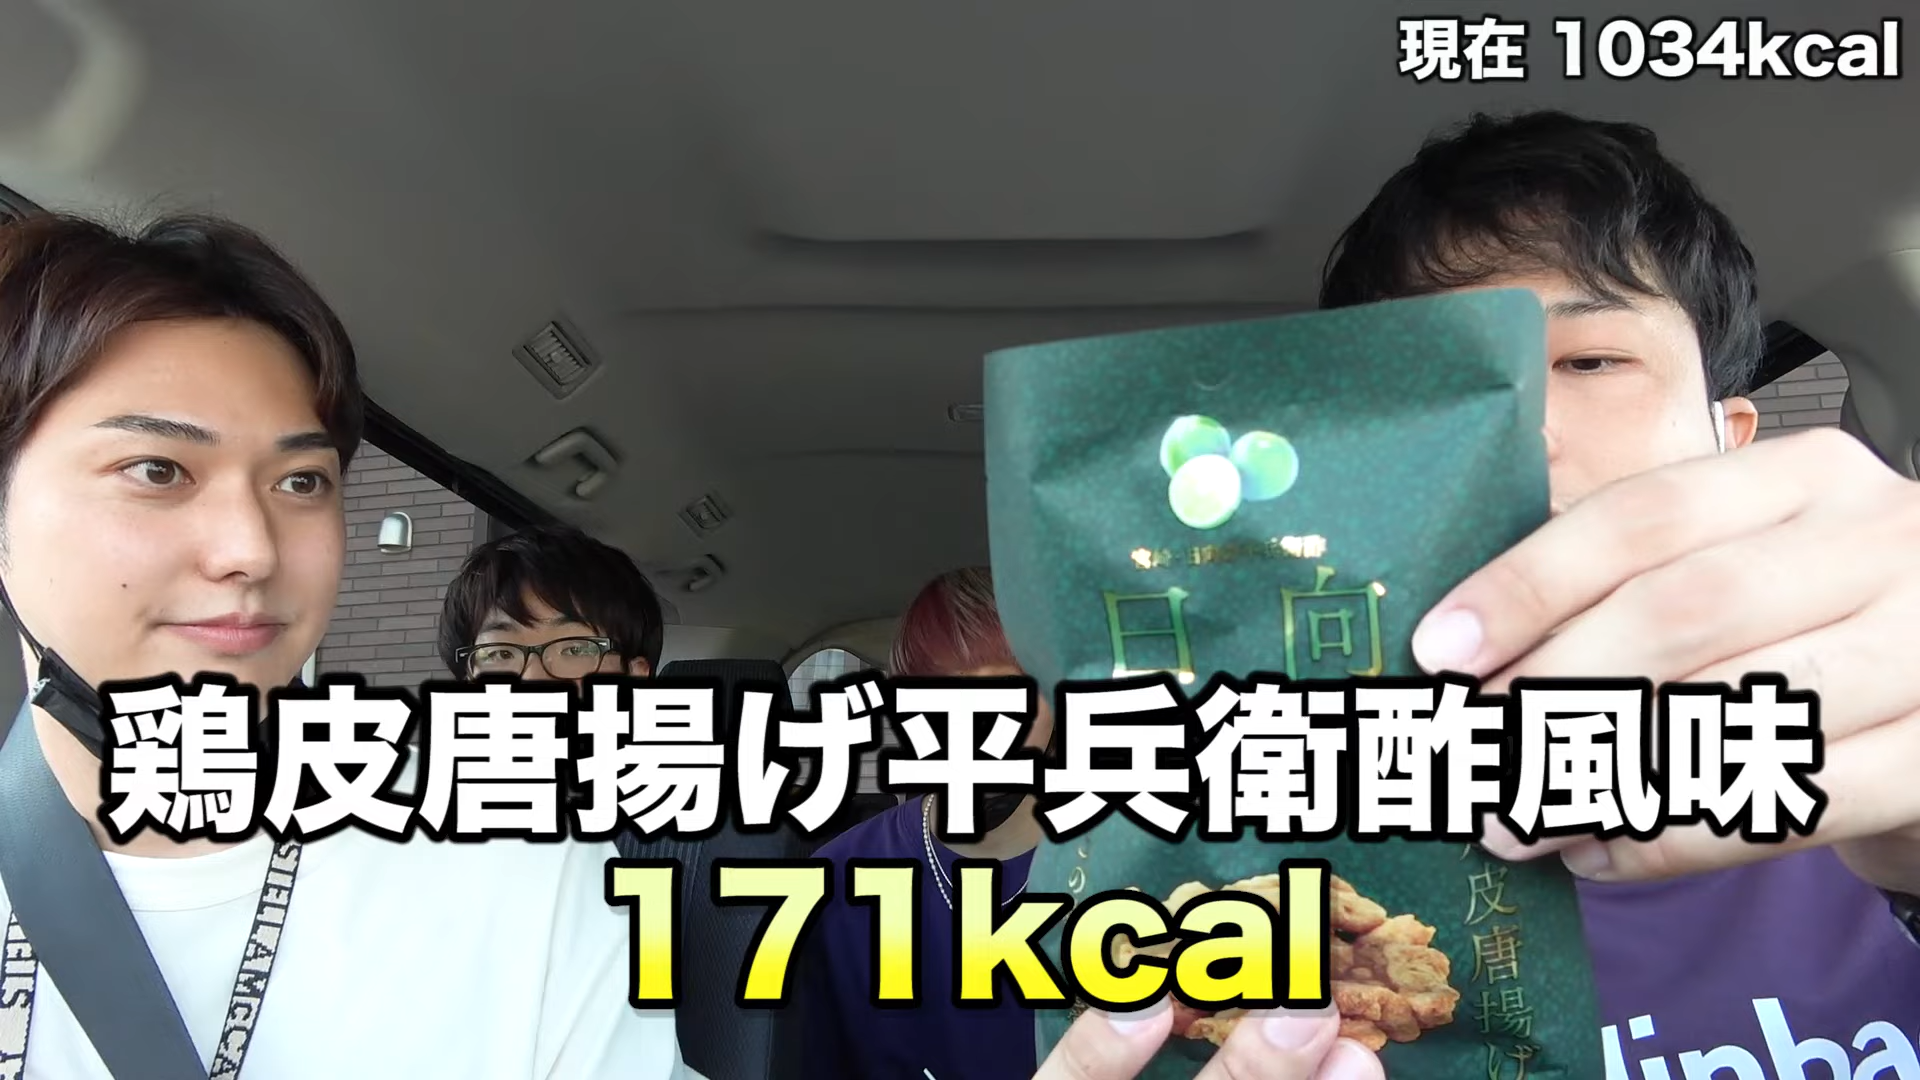 現在 1034kcal
日向
鶏皮唐揚げ平兵衛酢風味
171kcal
皮唐揚げ